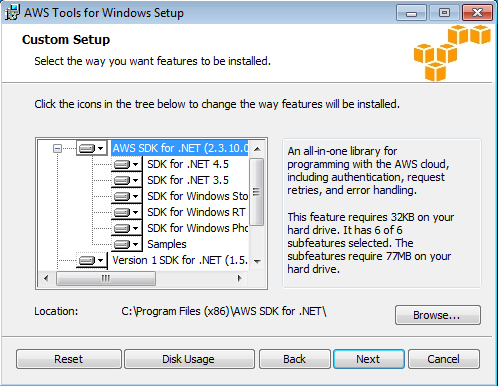 AWS Tools for Windows Setup
Custom Setup
Select the way you want features to be installed.
Click the icons in the tree below to change the way features will be installed.
AWS SDK for .NET (2.3.10.0
SDK for .NET 4.5
SDK for .NET 3.5
SDK for Windows Sto
SDK for Windows RT
SDK for Windows Pho
Samples
Version 1 SDK for .NET (1.5.
An all-in-one library for
programming with the AWS cloud,
including authentication, request
retries, and error handling.
This feature requires 32KB on your
hard drive. It has 6 of 6
subfeatures selected. The
subfeatures require 77MB on your
hard drive.
Location: C:\Program Files (x86)\AWS SDK for .NET\
Browse...
Reset Disk Usage Back Next Cancel